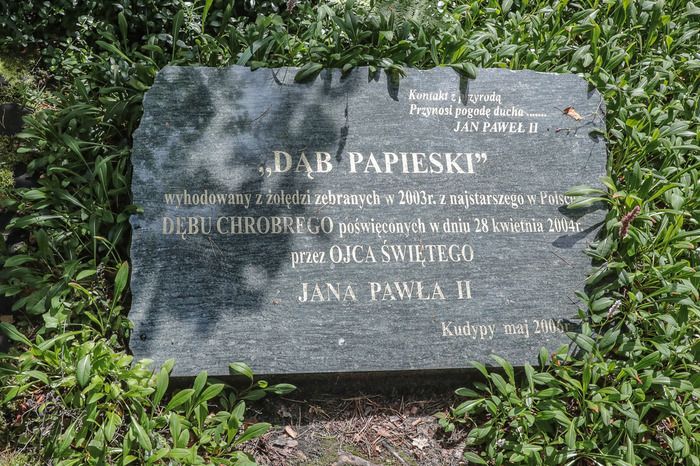 Kontakt z przyrodą
Przynosi pogodę ducha .......
JAN PAWEŁ II
„DĄB PAPIESKI”
wyhodowany z żołędzi zebranych w 2003r. z najstarszego w Polsce
DĘBU CHROBREGO poświęconych w dniu 28 kwietnia 2004r.
przez OJCA ŚWIĘTEGO
JANA PAWŁA II
Kudypy maj 2006r.